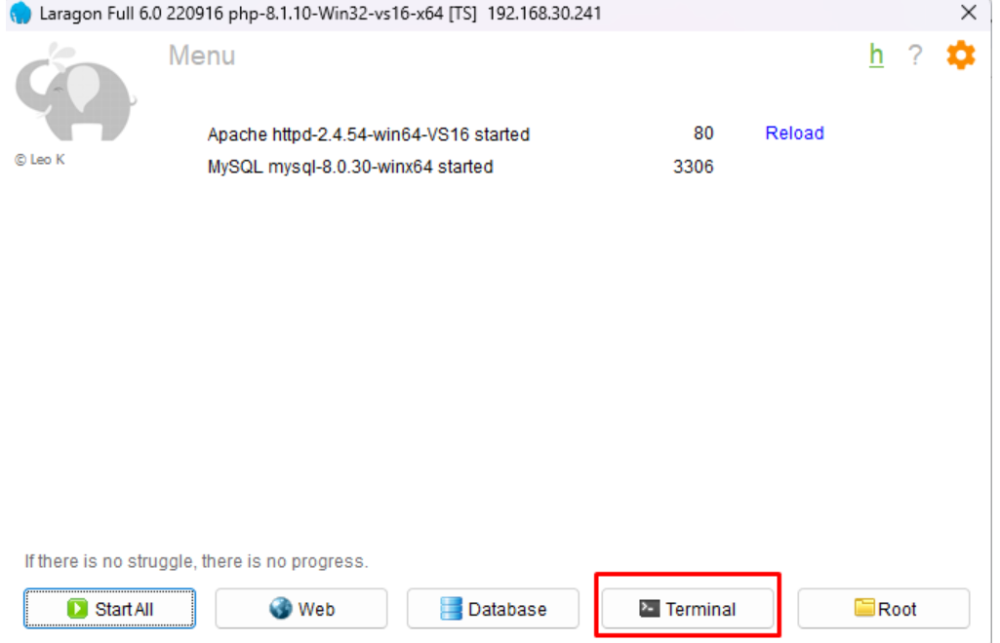 Laragon Full 6.0 220916 php-8.1.10-Win32-vs16-x64 [TS] 192.168.30.241
Menu
h ?
Apache httpd-2.4.54-win64-VS16 started 80 Reload
© Leo K
MySQL mysql-8.0.30-winx64 started 3306
If there is no struggle, there is no progress.
Start All Web Database Terminal Root